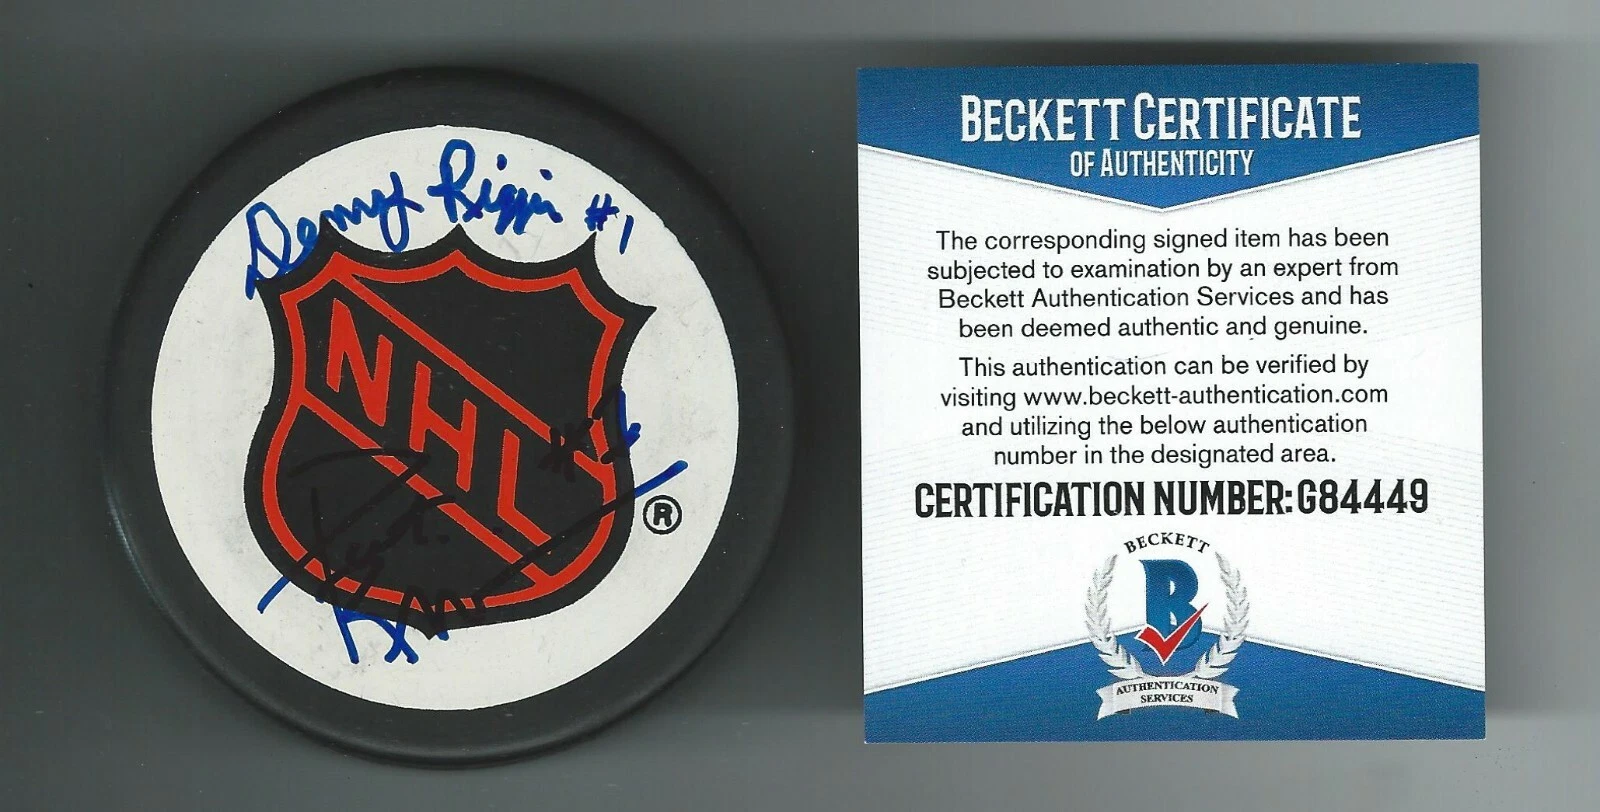 Denny Riggin #1
NHL
®
BECKETT CERTIFICATE
OF AUTHENTICITY
The corresponding signed item has been
subjected to examination by an expert from
Beckett Authentication Services and has
been deemed authentic and genuine.
This authentication can be verified by
visiting www.beckett-authentication.com
and utilizing the below authentication
number in the designated area.
CERTIFICATION NUMBER:G84449
BECKETT
B
AUTHENTICATION
SERVICES